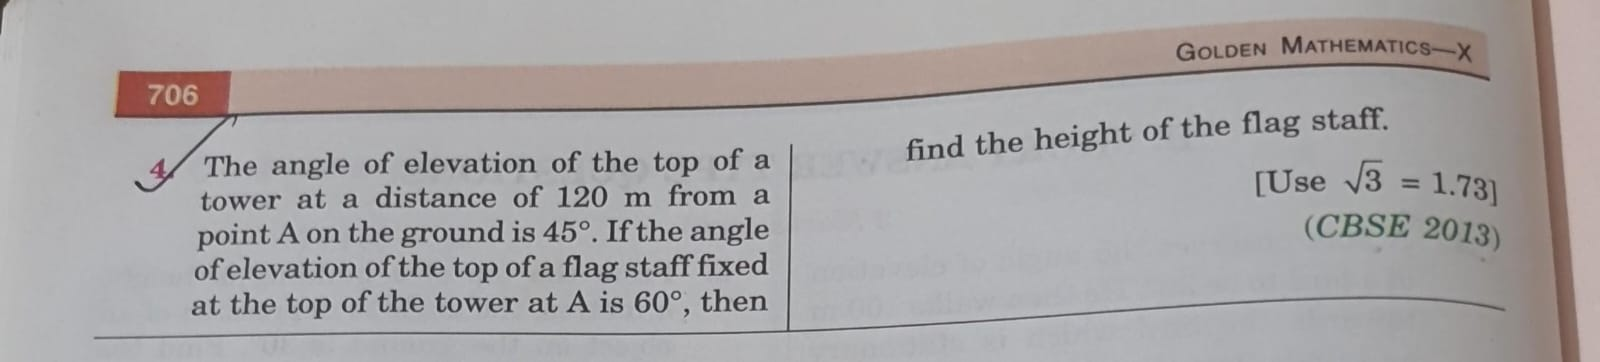 GOLDEN MATHEMATICS—X
706
4. The angle of elevation of the top of a
tower at a distance of 120 m from a
point A on the ground is 45°. If the angle
of elevation of the top of a flag staff fixed
at the top of the tower at A is 60°, then
find the height of the flag staff.
[Use √3 = 1.73]
(CBSE 2013)